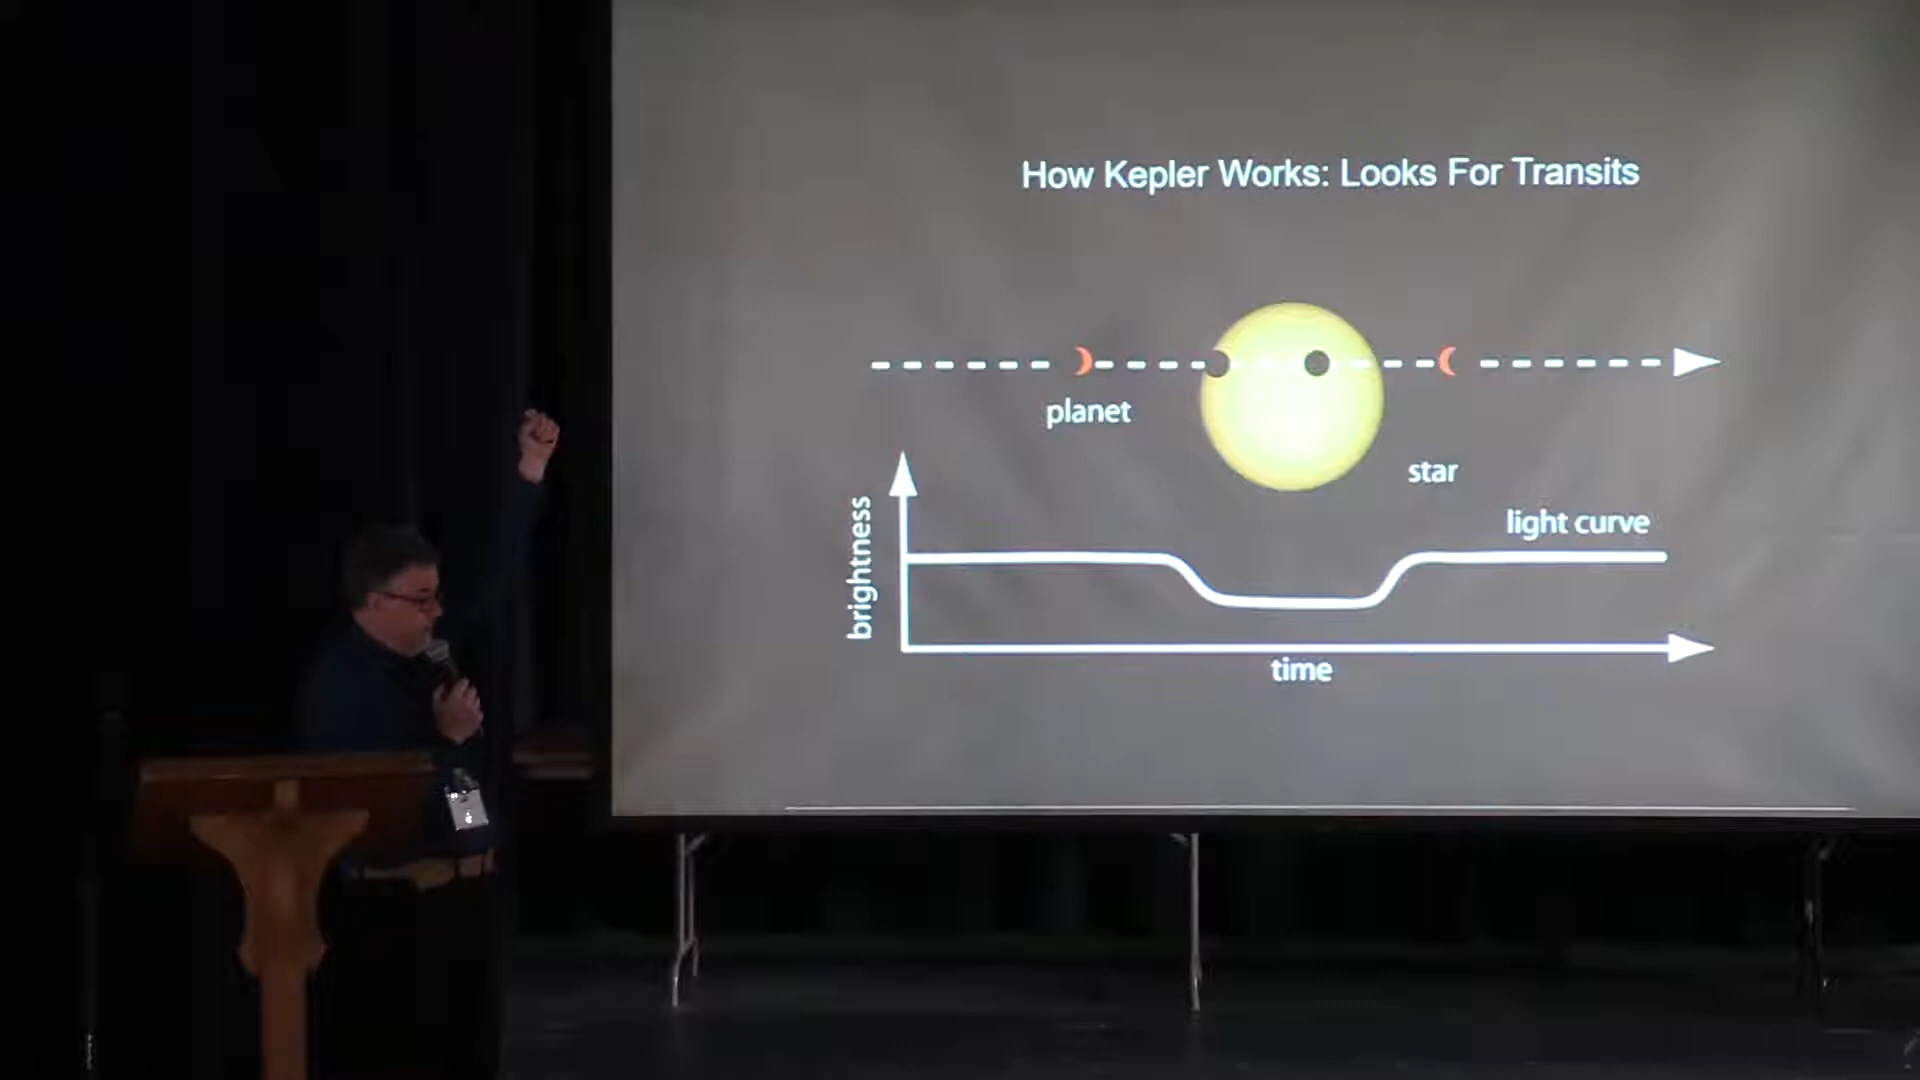 How Kepler Works: Looks For Transits
planet
star
light curve
brightness
time